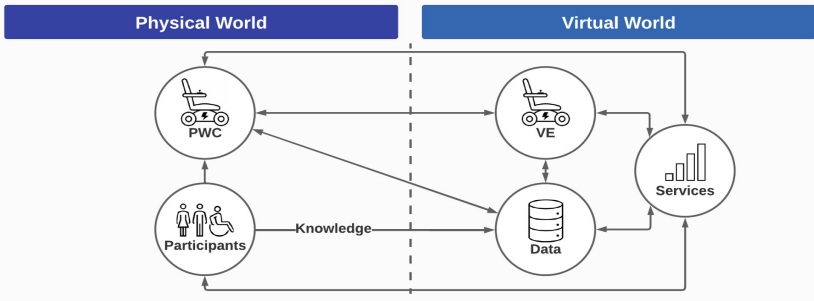 Physical World
Virtual World
PWC
VE
Services
Participants
Knowledge
Data